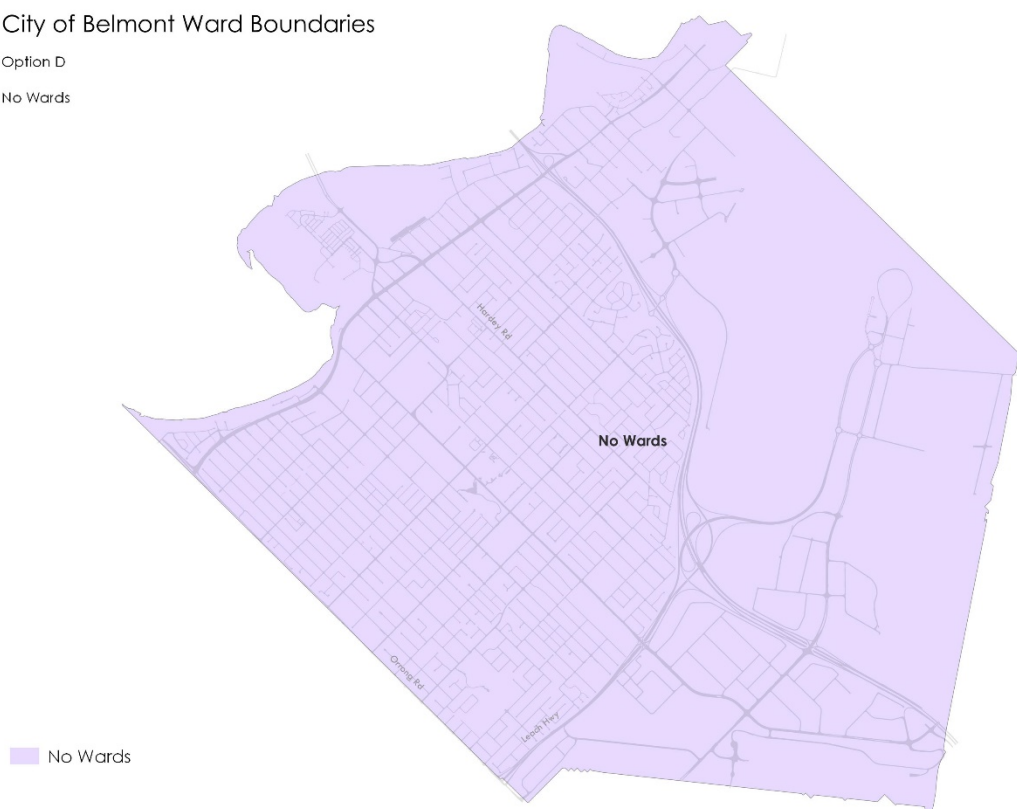 City of Belmont Ward Boundaries
Option D
No Wards
Hardey Rd
No Wards
Orrong Rd
Leach Hwy
No Wards